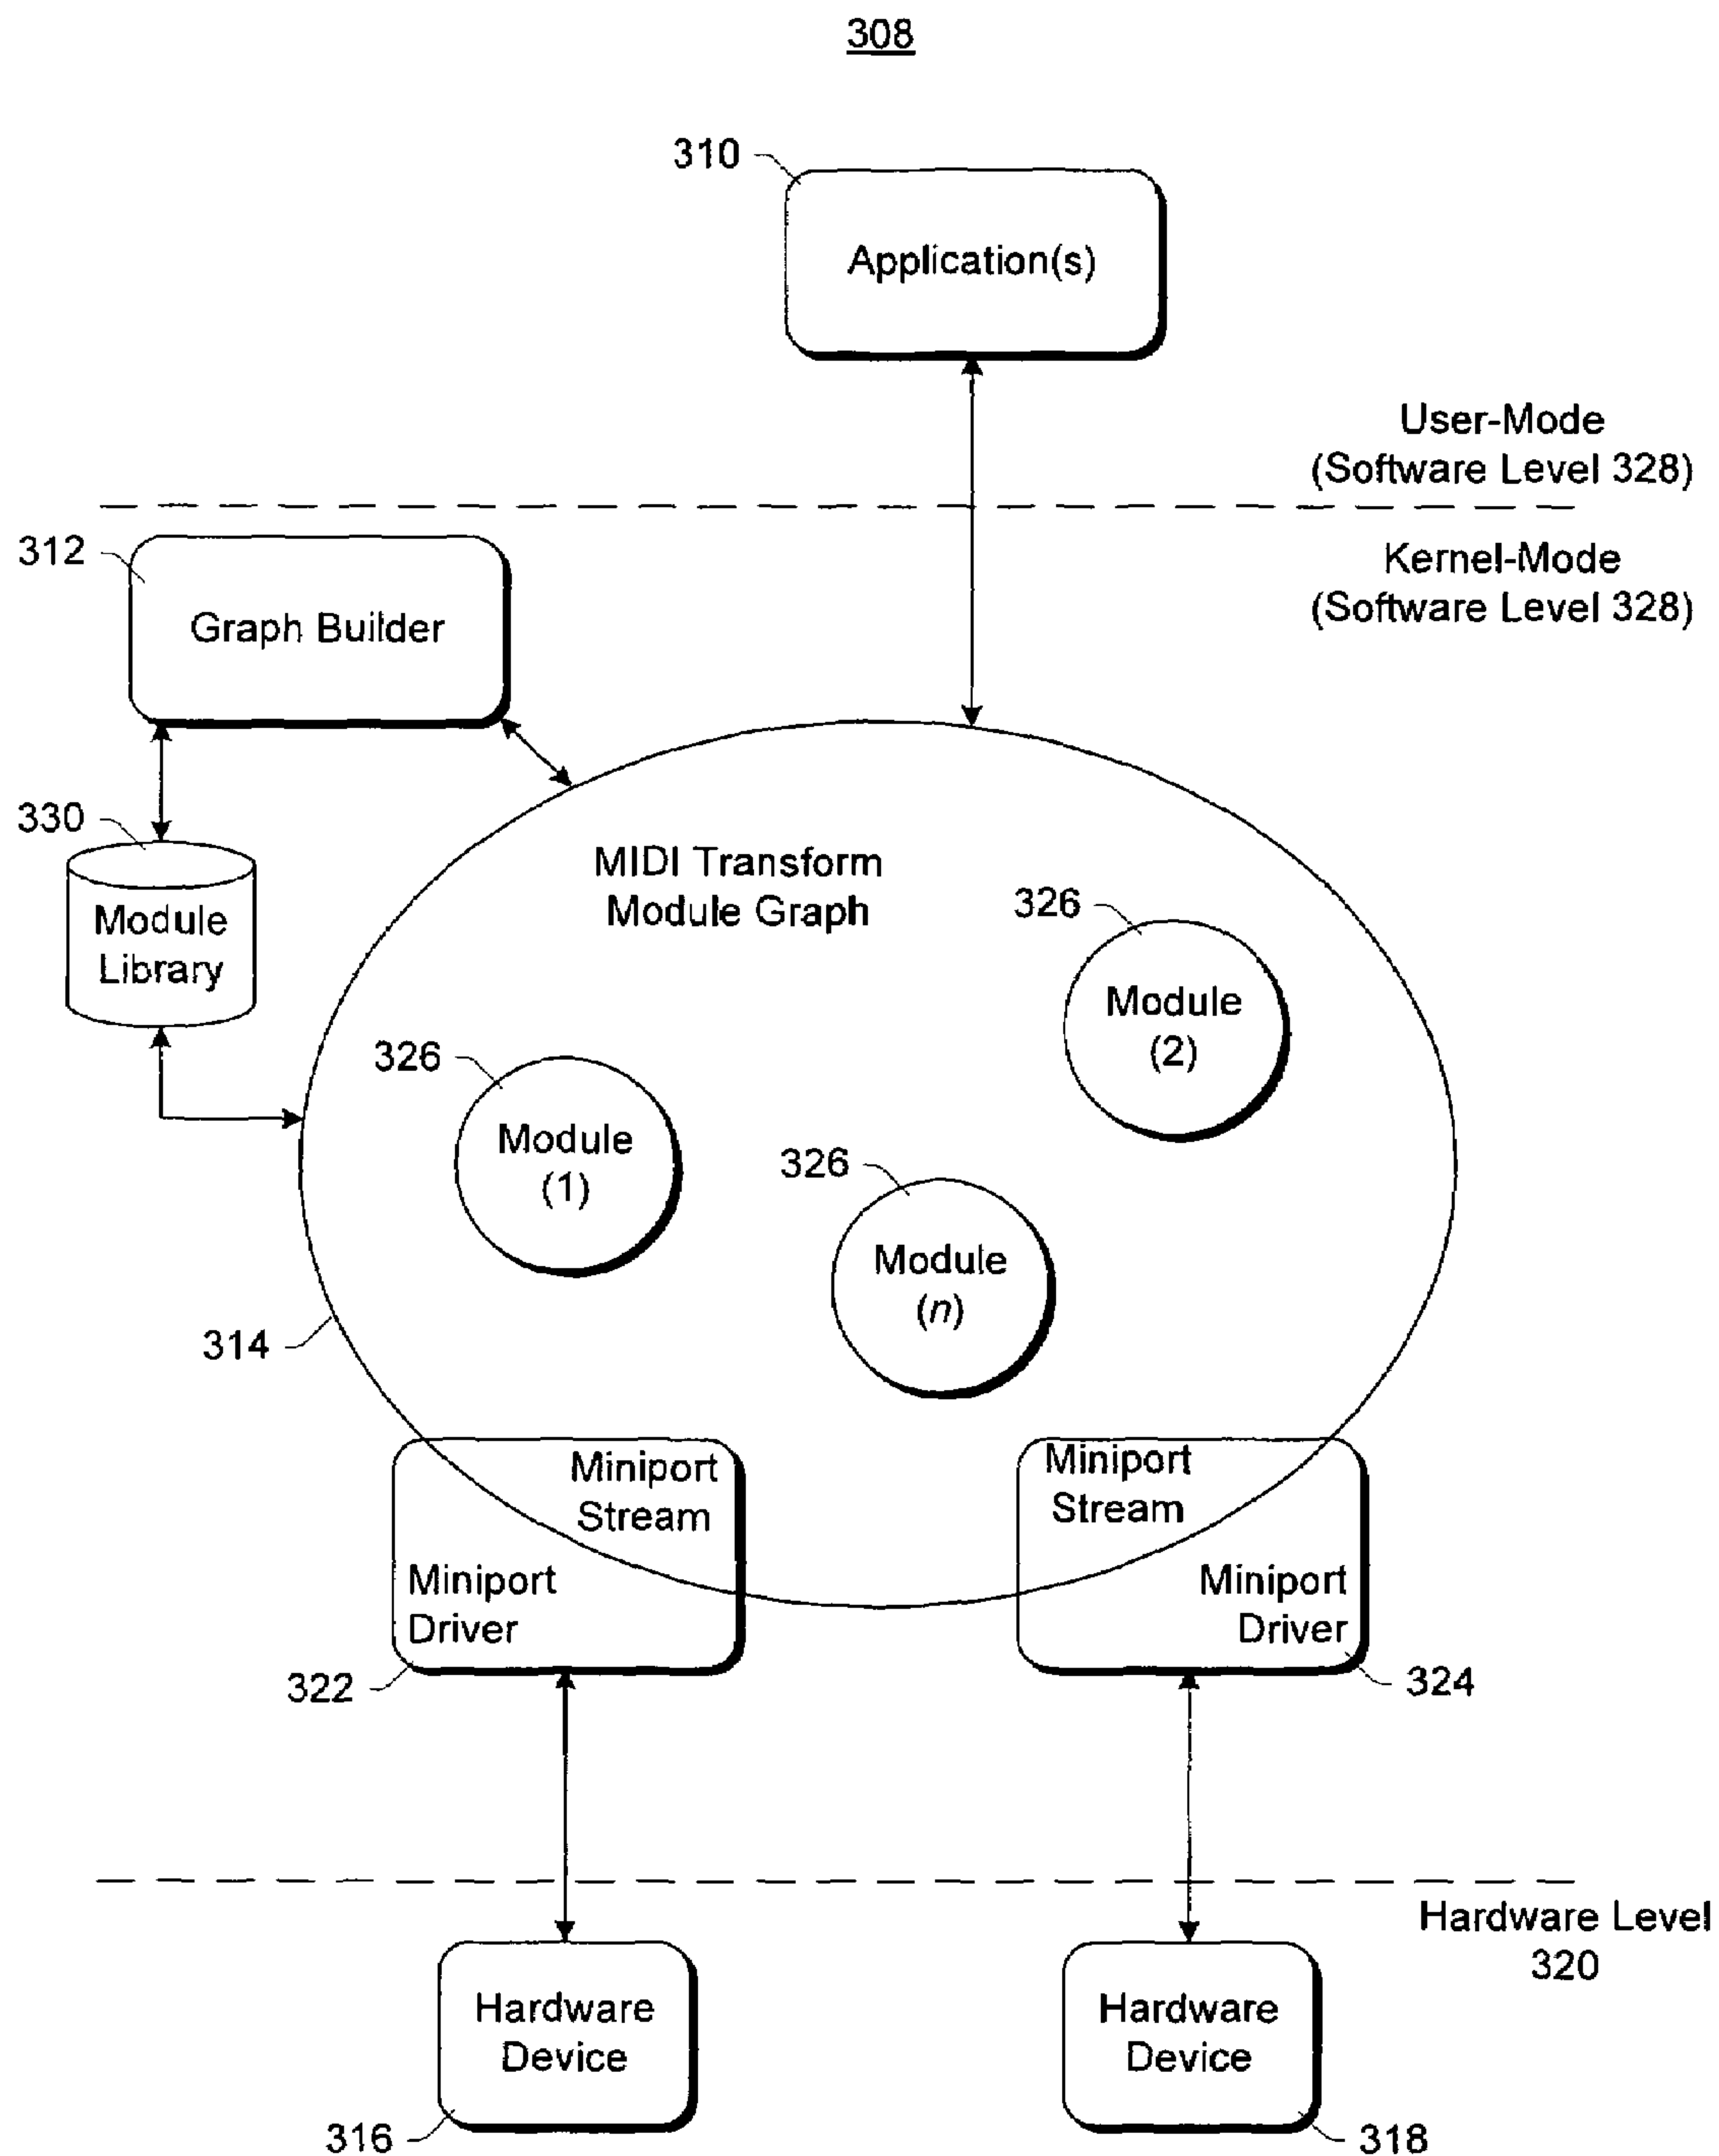 308
310
Application(s)
User-Mode
(Software Level 328)
312
Kernel-Mode
(Software Level 328)
Graph Builder
330
MIDI Transform
Module Graph
Module
Library
326
Module
(2)
326
Module
(1)
326
Module
(n)
314
Miniport
Stream
Miniport
Driver
Miniport
Stream
Miniport
Driver
322
324
Hardware Level
320
Hardware
Device
Hardware
Device
316
318